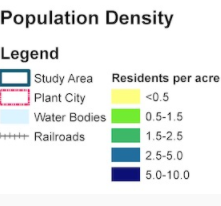 Population Density
Legend
Study Area
Plant City
Water Bodies
Railroads
Residents per acre
<0.5
0.5-1.5
1.5-2.5
2.5-5.0
5.0-10.0